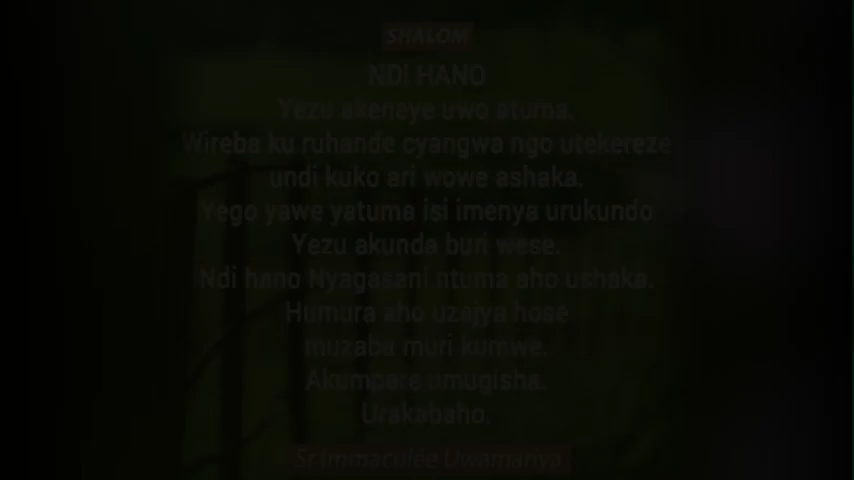 SHALOM
NDI HANO
Yezu akenaye uwo atuma.
Wireba ku ruhande cyangwa ngo utekereze
undi kuko ari wowe ashaka.
Yego yawe yatuma isi imenya urukundo
Yezu akunda buri wese.
Ndi hano Nyagasani ntuma aho ushaka.
Humura aho uzajya hose
muzaba muri kumwe.
Akumpere umugisha.
Urakabaho.
Sr Immaculée Uwamanya